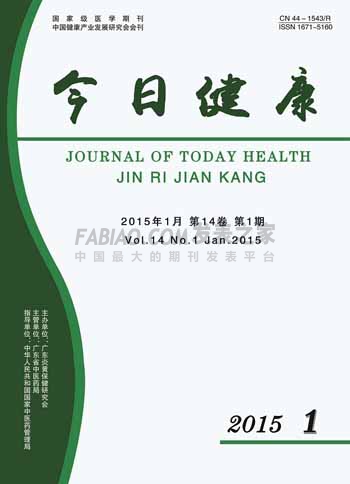 国家级医学期刊
中国健康产业发展研究会会刊
CN 44-1543/R
ISSN 1671-5160
今日健康
JOURNAL OF TODAY HEALTH
JIN RI JIAN KANG
2015年1月 第14卷 第1期
FABIAO.COM 发表之家
Vol.14 No.1 Jan.2015
中国最大的期刊发表平台
主办单位：广东炎黄保健研究会
主管单位：广东省中医药局
指导单位：中华人民共和国国家中医药管理局
2015 1